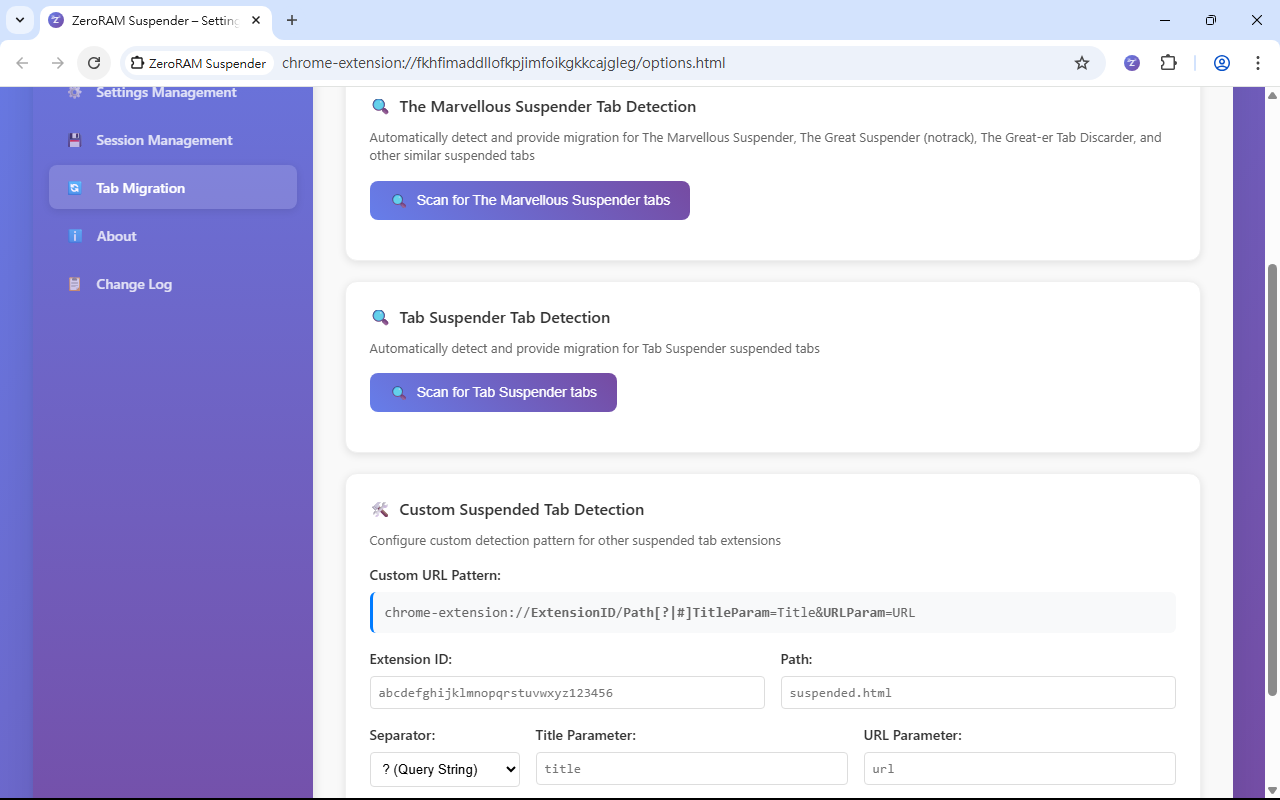 ZeroRAM Suspender – Setting
ZeroRAM Suspender
chrome-extension://fkhfimaddllofkpjimfoikgkkcajgleg/options.html
Settings Management
Session Management
Tab Migration
About
Change Log
The Marvellous Suspender Tab Detection
Automatically detect and provide migration for The Marvellous Suspender, The Great Suspender (notrack), The Great-er Tab Discarder, and
other similar suspended tabs
Scan for The Marvellous Suspender tabs
Tab Suspender Tab Detection
Automatically detect and provide migration for Tab Suspender suspended tabs
Scan for Tab Suspender tabs
Custom Suspended Tab Detection
Configure custom detection pattern for other suspended tab extensions
Custom URL Pattern:
chrome-extension://ExtensionID/Path[?|#]TitleParam=Title&URLParam=URL
Extension ID:
Path:
abcdefghijklmnopqrstuvwxyz123456
suspended.html
Separator:
Title Parameter:
URL Parameter:
? (Query String)
title
url